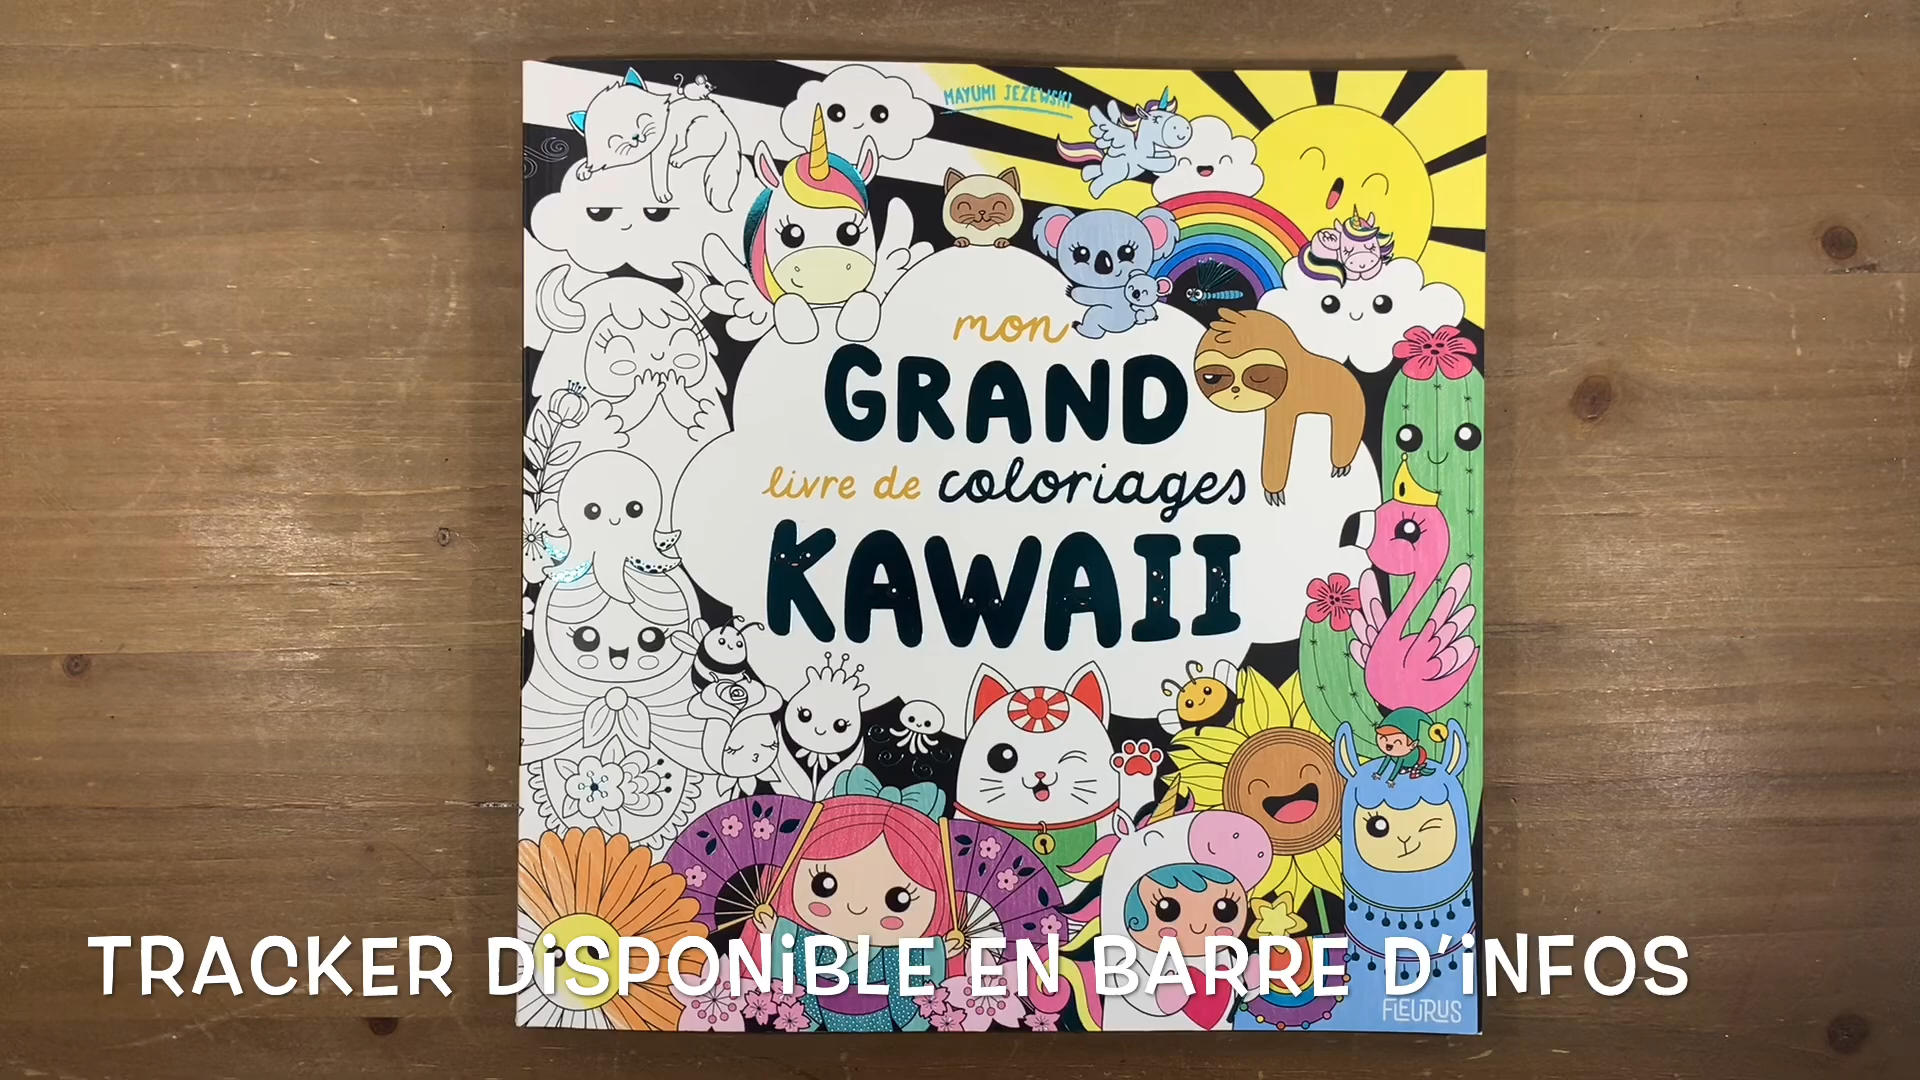 MAYUMI JEZEWSKI
mon
GRAND
livre de coloriages
KAWAII
TRACKER DiSPONiBLE EN BARRE D'iNFOS
FLEURUS